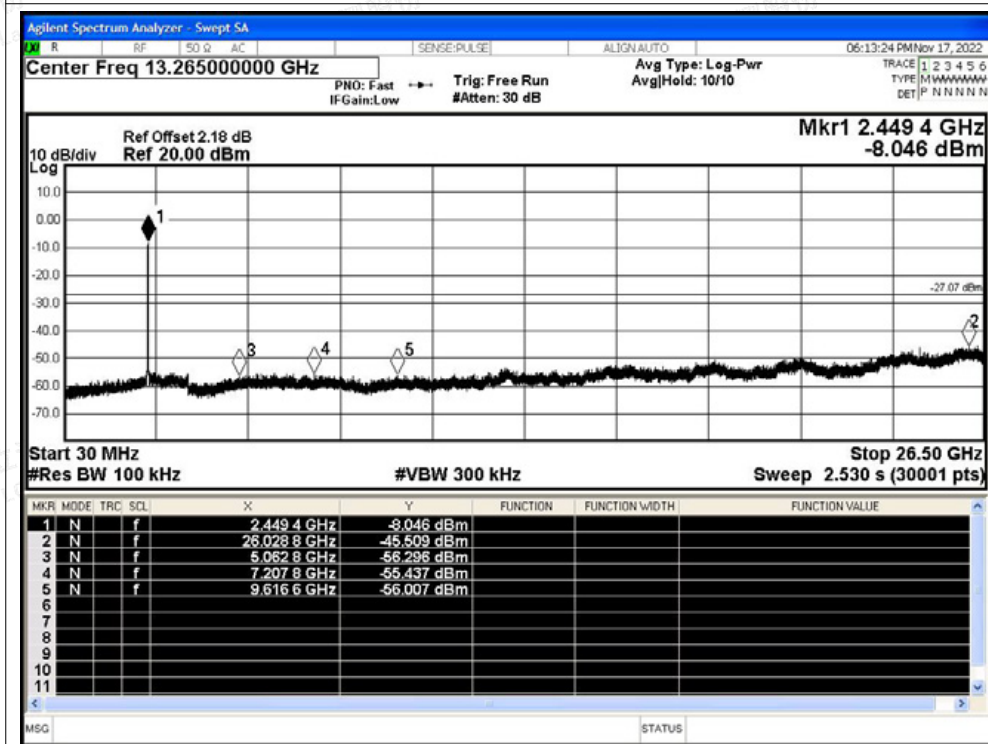 Agilent Spectrum Analyzer - Swept SA
R RF 50 Ω AC SENSE:PULSE ALIGN AUTO 06:13:24 PM Nov 17, 2022
Center Freq 13.265000000 GHz
PNO: Fast
IFGain:Low
Trig: Free Run
#Atten: 30 dB
Avg Type: Log-Pwr
Avg|Hold: 10/10
TRACE 1 2 3 4 5 6
TYPE M WWWWW
DET P N N N N N
Ref Offset 2.18 dB
10 dB/div Ref 20.00 dBm
Log
Mkr1 2.449 4 GHz
-8.046 dBm
10.0
0.00
-10.0
-20.0
-30.0
-40.0
-50.0
-60.0
-70.0
1
-27.07 dBm
2
3
4
5
Start 30 MHz Stop 26.50 GHz
#Res BW 100 kHz #VBW 300 kHz Sweep 2.530 s (30001 pts)
MKR MODE TRC SCL X Y FUNCTION FUNCTION WIDTH FUNCTION VALUE
1 N f 2.449 4 GHz -8.046 dBm
2 N f 26.028 8 GHz -45.509 dBm
3 N f 5.062 8 GHz -56.296 dBm
4 N f 7.207 8 GHz -55.437 dBm
5 N f 9.616 6 GHz -56.007 dBm
6
7
8
9
10
11
MSG STATUS